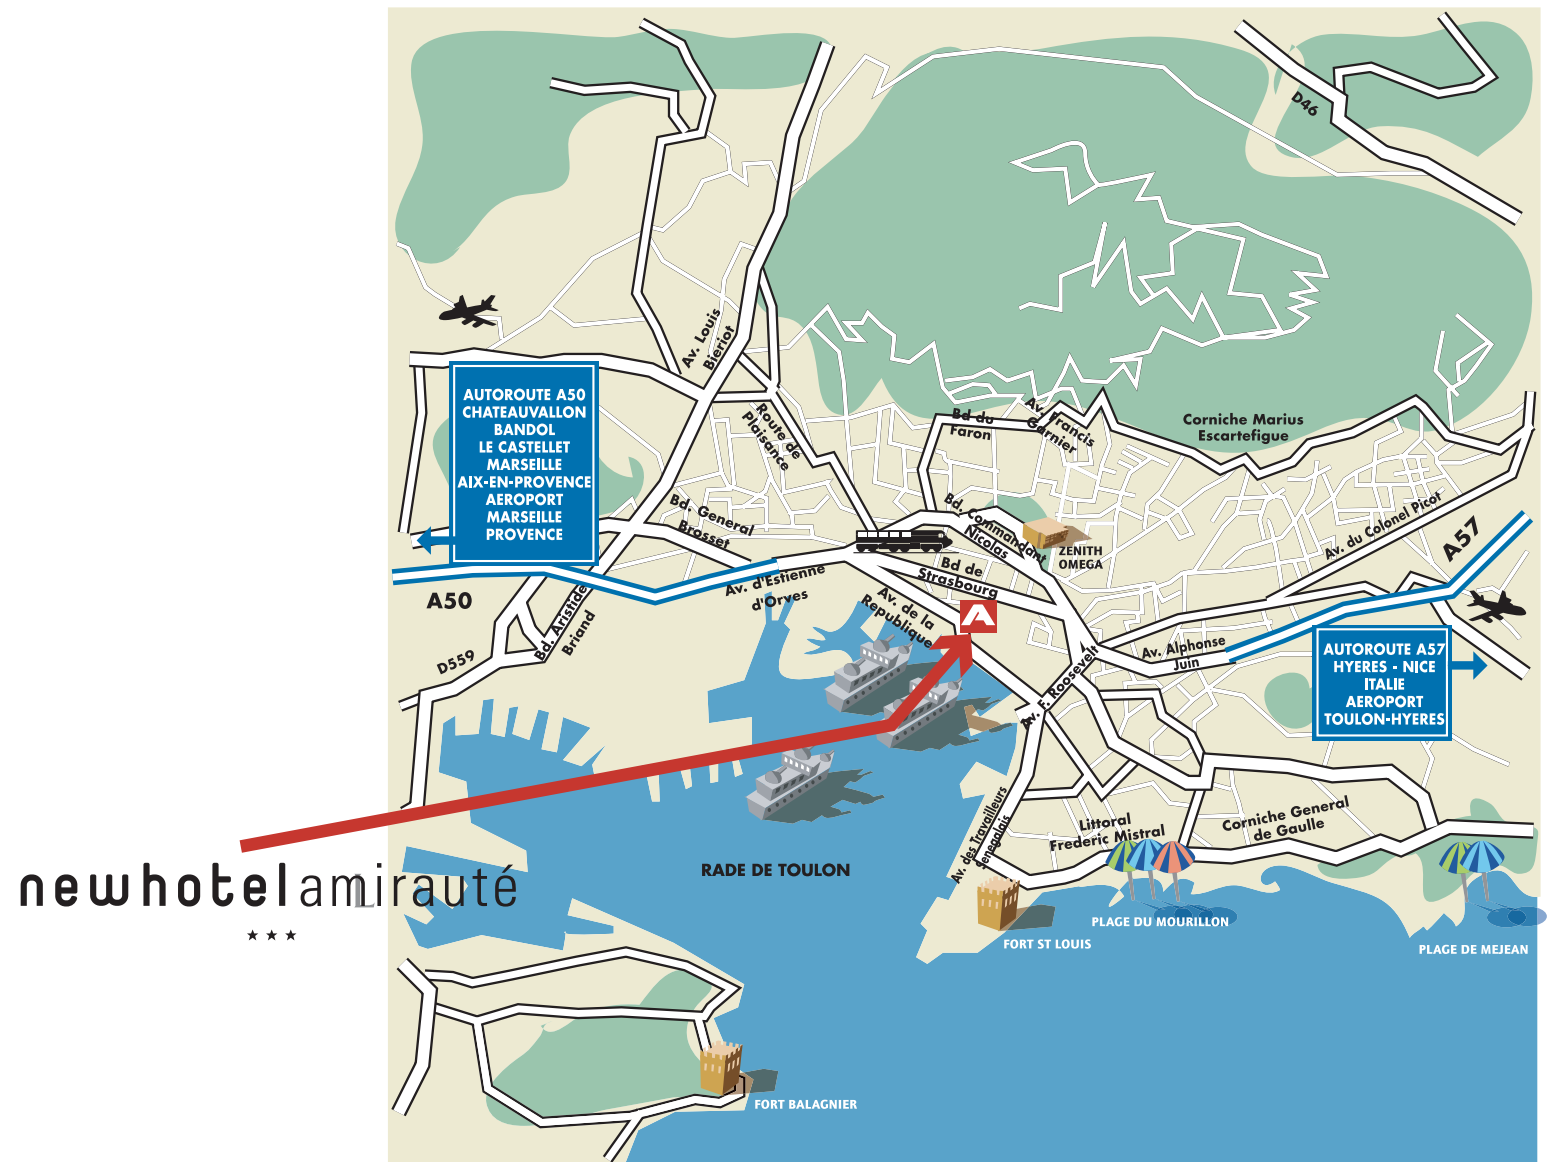 D46
Av. Louis
Bleriot
AUTOROUTE A50
CHATEAUVALLON
BANDOL
LE CASTELLET
MARSEILLE
AIX-EN-PROVENCE
AEROPORT
MARSEILLE
PROVENCE
Route de
Plaisance
Bd du
Faron
Av. Francis
Garnier
Corniche Marius
Escartefigue
Bd. General
Brosset
Bd. Commandant
Nicolas
ZENITH
OMEGA
Av. du Colonel Picot
A57
A50
Av. d'Estienne
d'Orves
Bd de
Strasbourg
Av. de la
Republique
Bd. Aristide
Briand
D559
Av. F. Roosevelt
Av. Alphonse
Juin
AUTOROUTE A57
HYERES - NICE
ITALIE
AEROPORT
TOULON-HYERES
Av. des Travailleurs
Senegalais
Littoral
Frederic Mistral
Corniche General
de Gaulle
RADE DE TOULON
newhotelamirauté
PLAGE DU MOURILLON
FORT ST LOUIS
PLAGE DE MEJEAN
FORT BALAGNIER